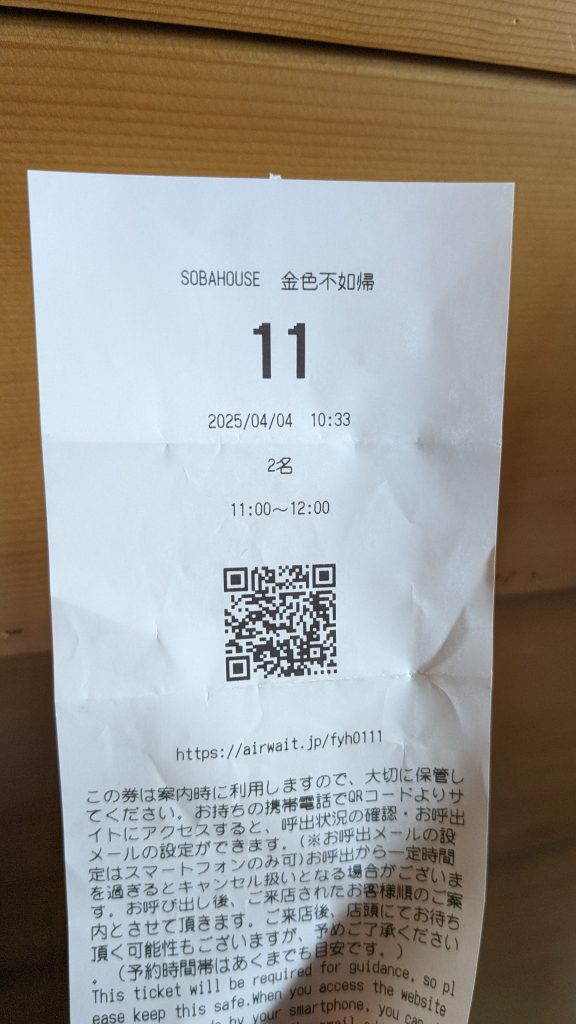 SOBAHOUSE 金色不如帰
11
2025/04/04 10:33
2名
11:00～12:00
https://airwait.jp/fyh0111
この券は案内時に利用しますので、大切に保管し
てください。お持ちの携帯電話でQRコードよりサ
イトにアクセスすると、呼出状況の確認・お呼出
メールの設定ができます。(※お呼出メールの設
定はスマートフォンのみ可)お呼出から一定時間
を過ぎるとキャンセル扱いとなる場合がございま
す。お呼び出し後、ご来店されたお客様順のご案
内とさせて頂きます。ご来店後、店頭にてお待ち
頂く可能性もございますが、予めご了承ください
。(予約時間帯はあくまでも目安です。)
This ticket will be required for guidance, so pl
ease keep this safe.When you access the website
by your smartphone, you can